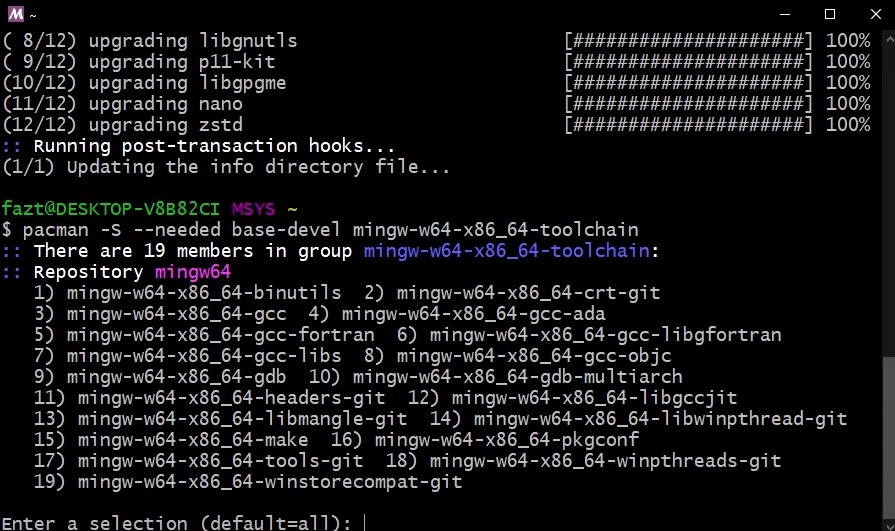 ~
( 8/12) upgrading libgnutls [#####################] 100%
( 9/12) upgrading p11-kit [#####################] 100%
(10/12) upgrading libgpgme [#####################] 100%
(11/12) upgrading nano [#####################] 100%
(12/12) upgrading zstd [#####################] 100%
:: Running post-transaction hooks...
(1/1) Updating the info directory file...
fazt@DESKTOP-V8B82CI MSYS ~
$ pacman -S --needed base-devel mingw-w64-x86_64-toolchain
:: There are 19 members in group mingw-w64-x86_64-toolchain:
:: Repository mingw64
1) mingw-w64-x86_64-binutils 2) mingw-w64-x86_64-crt-git
3) mingw-w64-x86_64-gcc 4) mingw-w64-x86_64-gcc-ada
5) mingw-w64-x86_64-gcc-fortran 6) mingw-w64-x86_64-gcc-libgfortran
7) mingw-w64-x86_64-gcc-libs 8) mingw-w64-x86_64-gcc-objc
9) mingw-w64-x86_64-gdb 10) mingw-w64-x86_64-gdb-multiarch
11) mingw-w64-x86_64-headers-git 12) mingw-w64-x86_64-libgccjit
13) mingw-w64-x86_64-libmangle-git 14) mingw-w64-x86_64-libwinpthread-git
15) mingw-w64-x86_64-make 16) mingw-w64-x86_64-pkgconf
17) mingw-w64-x86_64-tools-git 18) mingw-w64-x86_64-winpthreads-git
19) mingw-w64-x86_64-winstorecompat-git
Enter a selection (default=all):